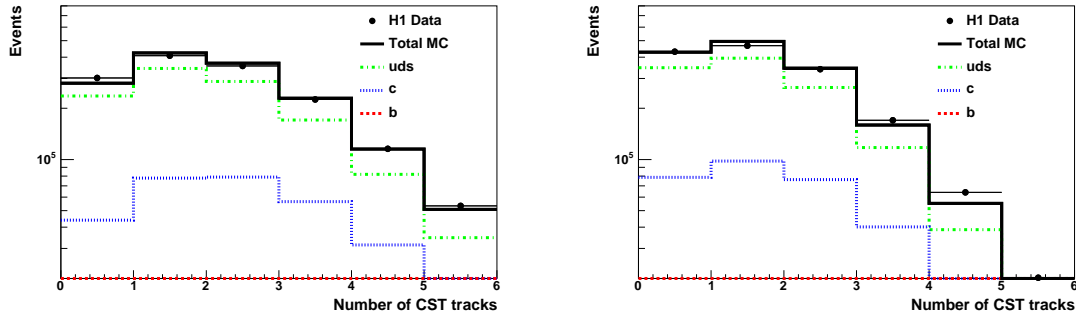 Events
H1 Data
Total MC
uds
c
b
10^5
0 1 2 3 4 5 6
Number of CST tracks
Events
H1 Data
Total MC
uds
c
b
10^5
0 1 2 3 4 5 6
Number of CST tracks